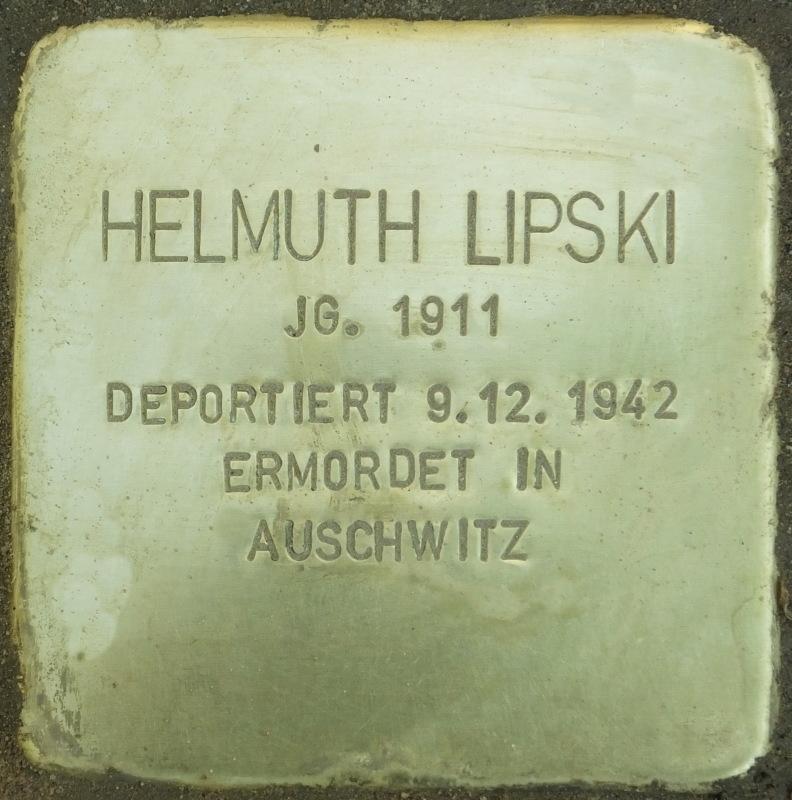 HELMUTH LIPSKI
JG. 1911
DEPORTIERT 9.12.1942
ERMORDET IN
AUSCHWITZ